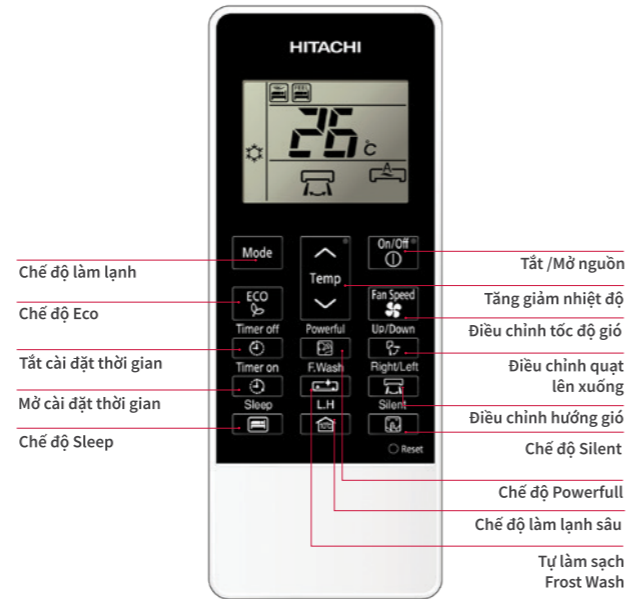 HITACHI
FEEL
26°C
A
Mode
Temp
On/Off
ECO
Fan Speed
Timer off
Powerful
Up/Down
Timer on
F.Wash
Right/Left
Sleep
L.H
Silent
Reset
Chế độ làm lạnh
Chế độ Eco
Tắt cài đặt thời gian
Mở cài đặt thời gian
Chế độ Sleep
Tắt /Mở nguồn
Tăng giảm nhiệt độ
Điều chỉnh tốc độ gió
Điều chỉnh quạt
lên xuống
Điều chỉnh hướng gió
Chế độ Silent
Chế độ Powerfull
Chế độ làm lạnh sâu
Tự làm sạch
Frost Wash